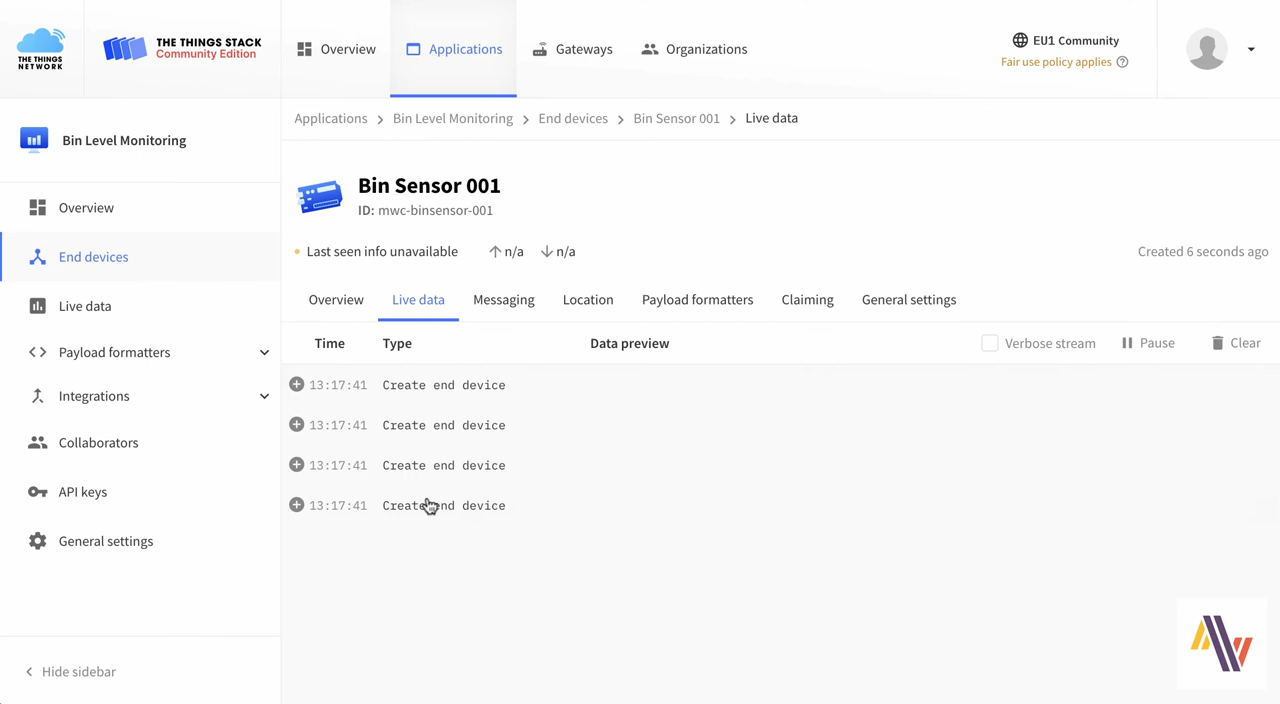 THE THINGS NETWORK
THE THINGS STACK
Community Edition
Overview
Applications
Gateways
Organizations
EU1 Community
Fair use policy applies
Bin Level Monitoring
Overview
End devices
Live data
Payload formatters
Integrations
Collaborators
API keys
General settings
Hide sidebar
Applications > Bin Level Monitoring > End devices > Bin Sensor 001 > Live data
Bin Sensor 001
ID: mwc-binsensor-001
Last seen info unavailable ↑ n/a ↓ n/a
Created 6 seconds ago
Overview Live data Messaging Location Payload formatters Claiming General settings
Time Type Data preview Verbose stream Pause Clear
13:17:41 Create end device
13:17:41 Create end device
13:17:41 Create end device
13:17:41 Create end device